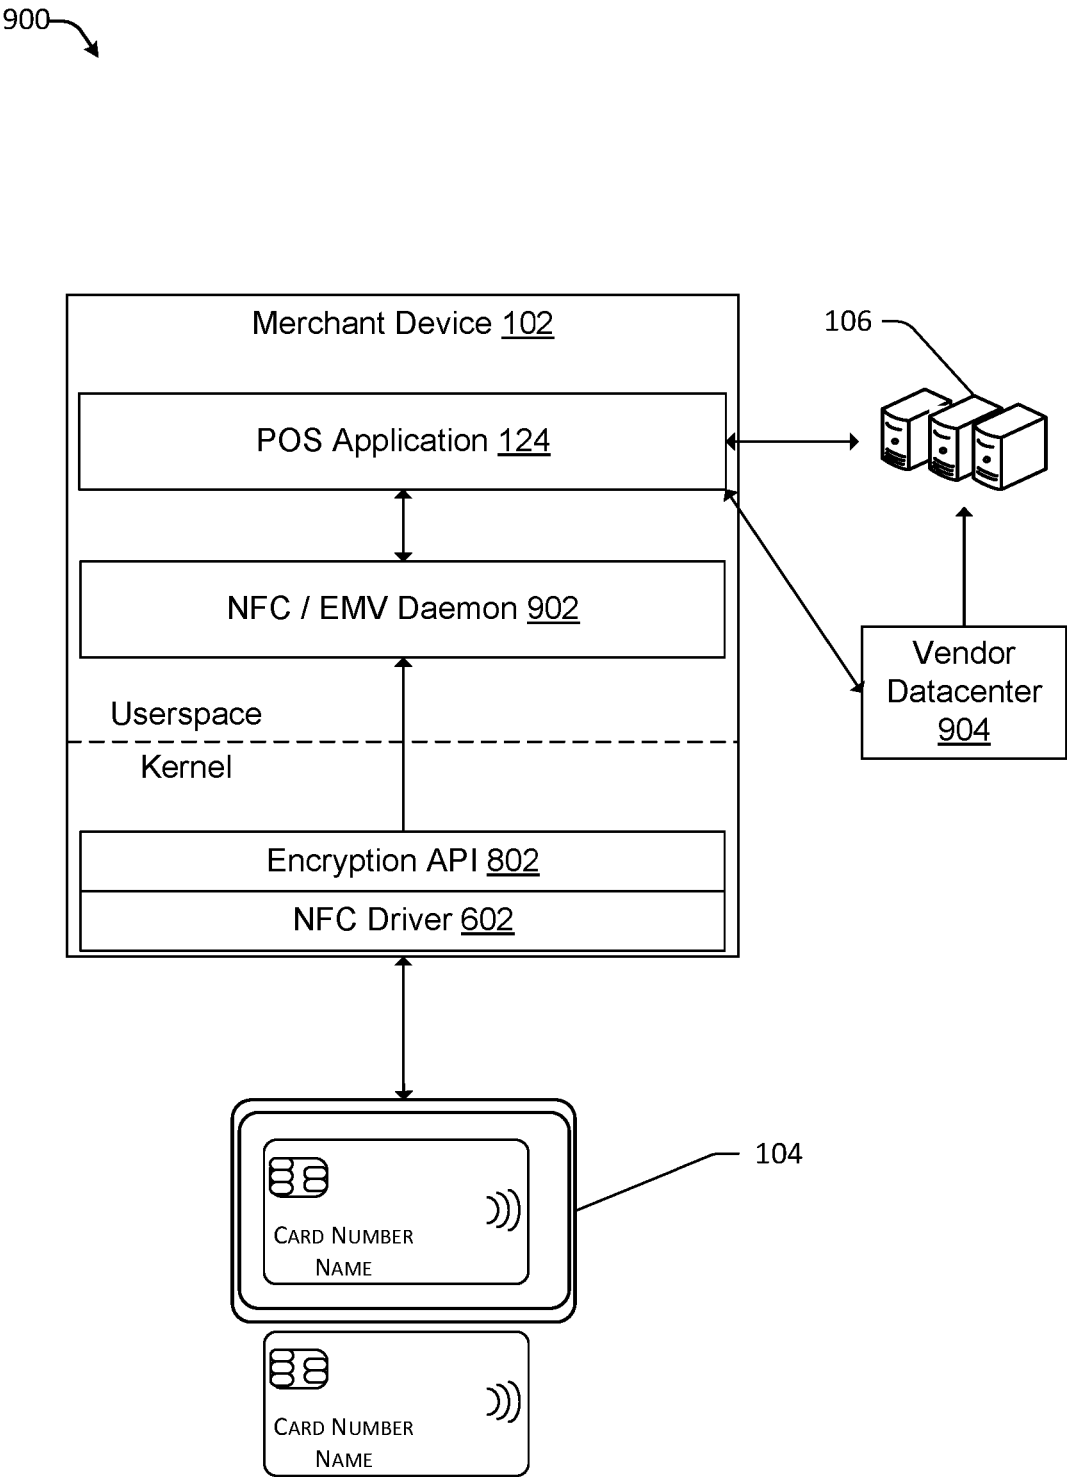 900
Merchant Device 102
106
POS Application 124
NFC / EMV Daemon 902
Vendor
Datacenter
904
Userspace
Kernel
Encryption API 802
NFC Driver 602
104
CARD NUMBER
NAME
CARD NUMBER
NAME